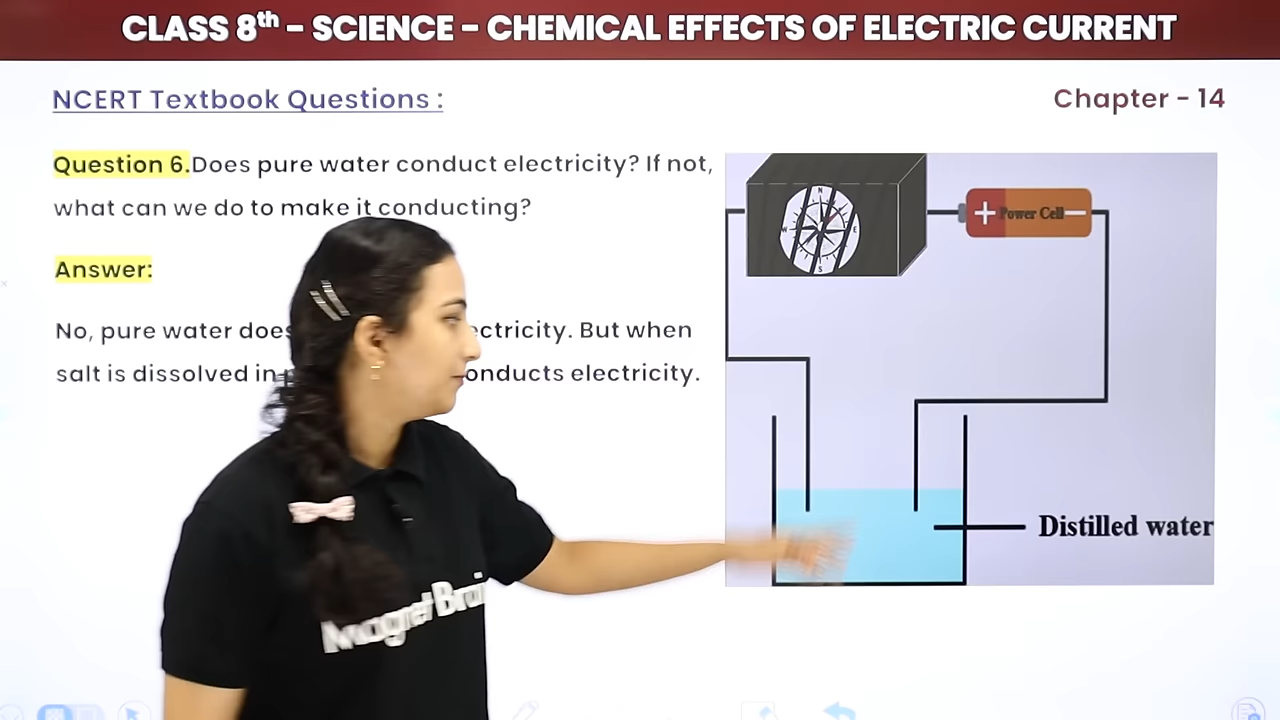 CLASS 8th - SCIENCE - CHEMICAL EFFECTS OF ELECTRIC CURRENT
NCERT Textbook Questions :
Chapter - 14
Question 6.Does pure water conduct electricity? If not,
what can we do to make it conducting?
Answer:
No, pure water does ectricity. But when
salt is dissolved in onducts electricity.
N
W
E
S
+ Power Cell −
Distilled water
Magnet Brai